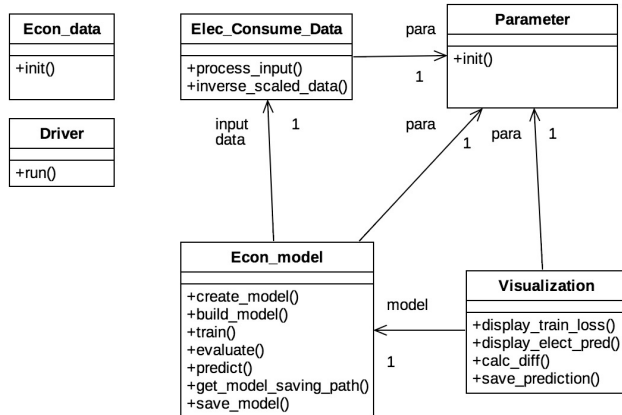 Econ_data
+init()
Driver
+run()
Elec_Consume_Data
+process_input()
+inverse_scaled_data()
para
1
Parameter
+init()
input
data
1
para
1
para
1
Econ_model
+create_model()
+build_model()
+train()
+evaluate()
+predict()
+get_model_saving_path()
+save_model()
model
1
Visualization
+display_train_loss()
+display_elect_pred()
+calc_diff()
+save_prediction()